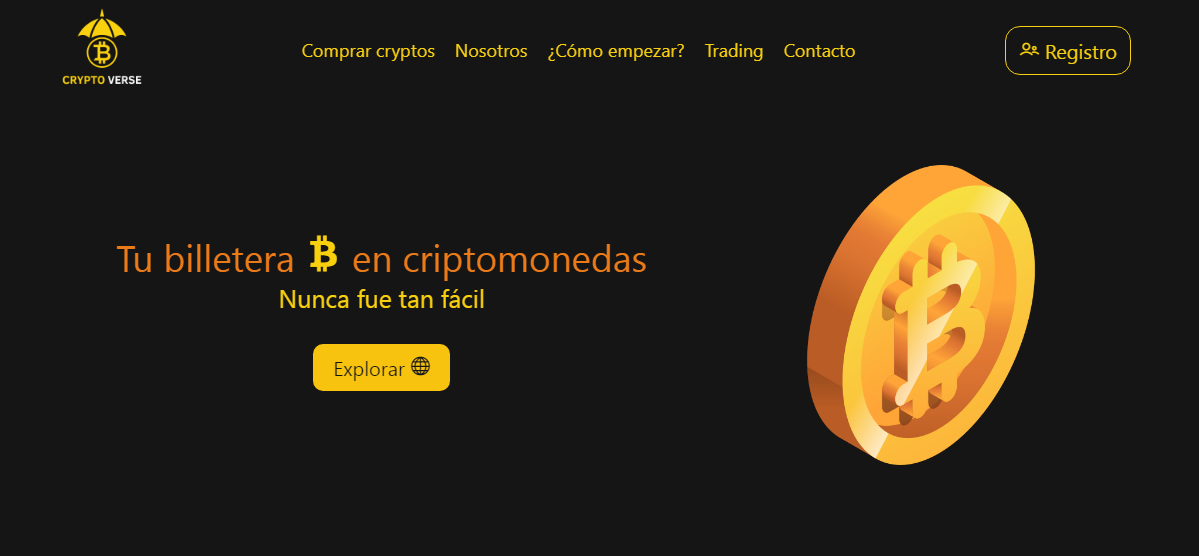 CRYPTO VERSE
Comprar cryptos Nosotros ¿Cómo empezar? Trading Contacto
Registro
Tu billetera ₿ en criptomonedas
Nunca fue tan fácil
Explorar